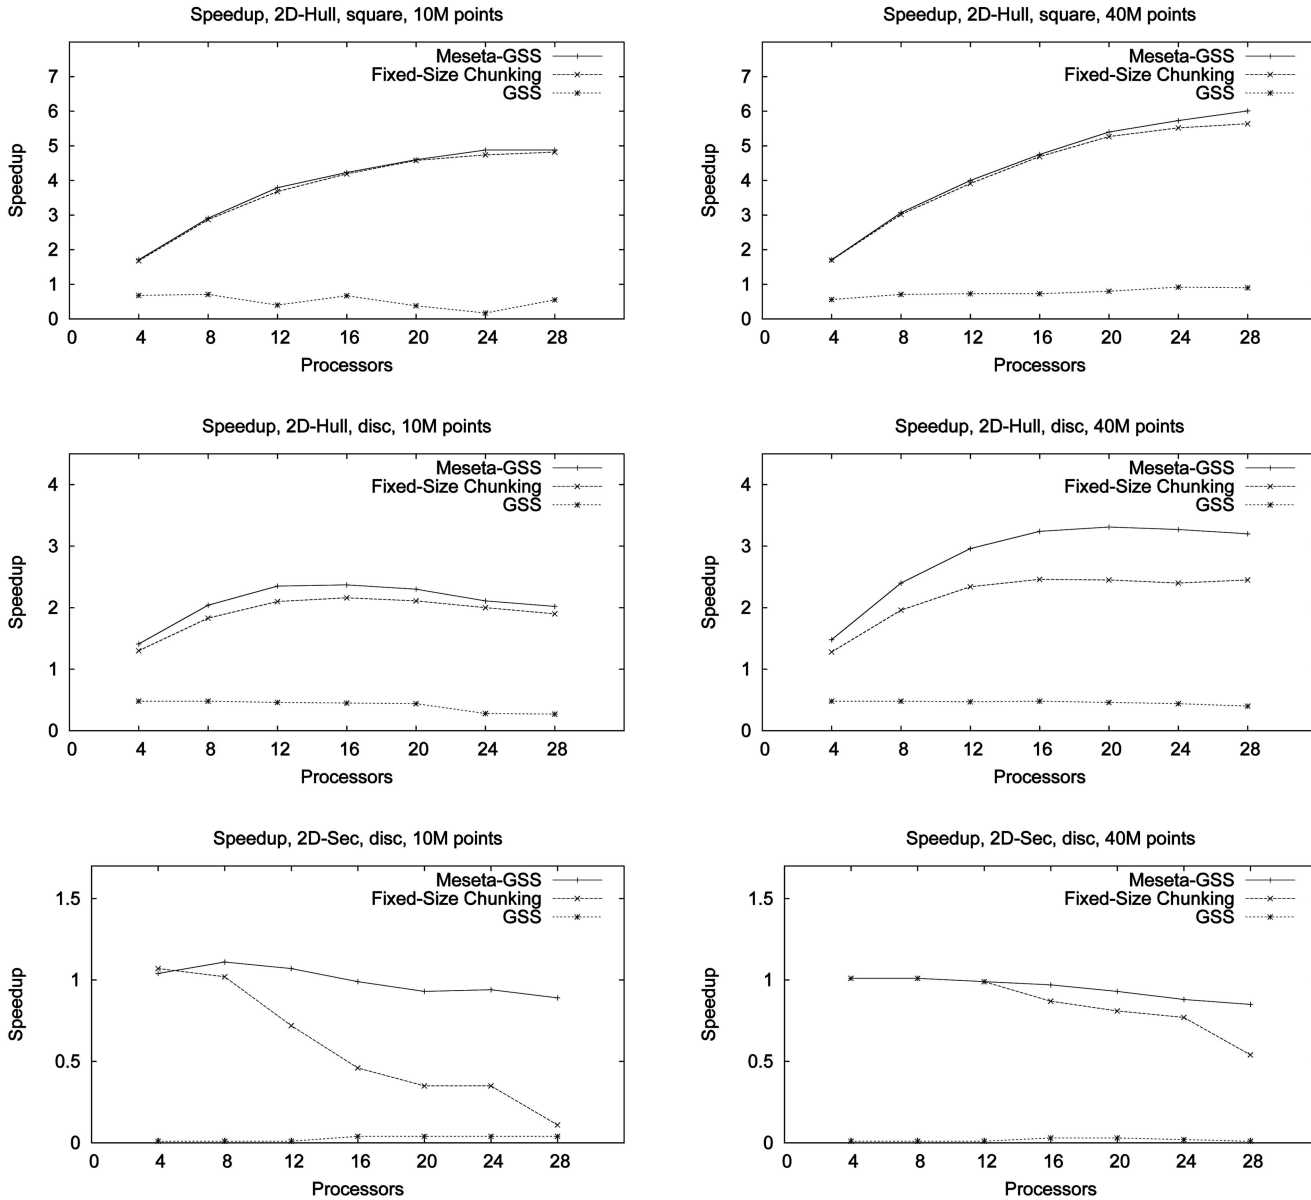 Speedup, 2D-Hull, square, 10M points
7
6
5
4
3
2
1
0
Speedup
Meseta-GSS
Fixed-Size Chunking
GSS
0 4 8 12 16 20 24 28
Processors
Speedup, 2D-Hull, square, 40M points
7
6
5
4
3
2
1
0
Speedup
Meseta-GSS
Fixed-Size Chunking
GSS
0 4 8 12 16 20 24 28
Processors
Speedup, 2D-Hull, disc, 10M points
4
3
2
1
0
Speedup
Meseta-GSS
Fixed-Size Chunking
GSS
0 4 8 12 16 20 24 28
Processors
Speedup, 2D-Hull, disc, 40M points
4
3
2
1
0
Speedup
Meseta-GSS
Fixed-Size Chunking
GSS
0 4 8 12 16 20 24 28
Processors
Speedup, 2D-Sec, disc, 10M points
1.5
1
0.5
0
Speedup
Meseta-GSS
Fixed-Size Chunking
GSS
0 4 8 12 16 20 24 28
Processors
Speedup, 2D-Sec, disc, 40M points
1.5
1
0.5
0
Speedup
Meseta-GSS
Fixed-Size Chunking
GSS
0 4 8 12 16 20 24 28
Processors